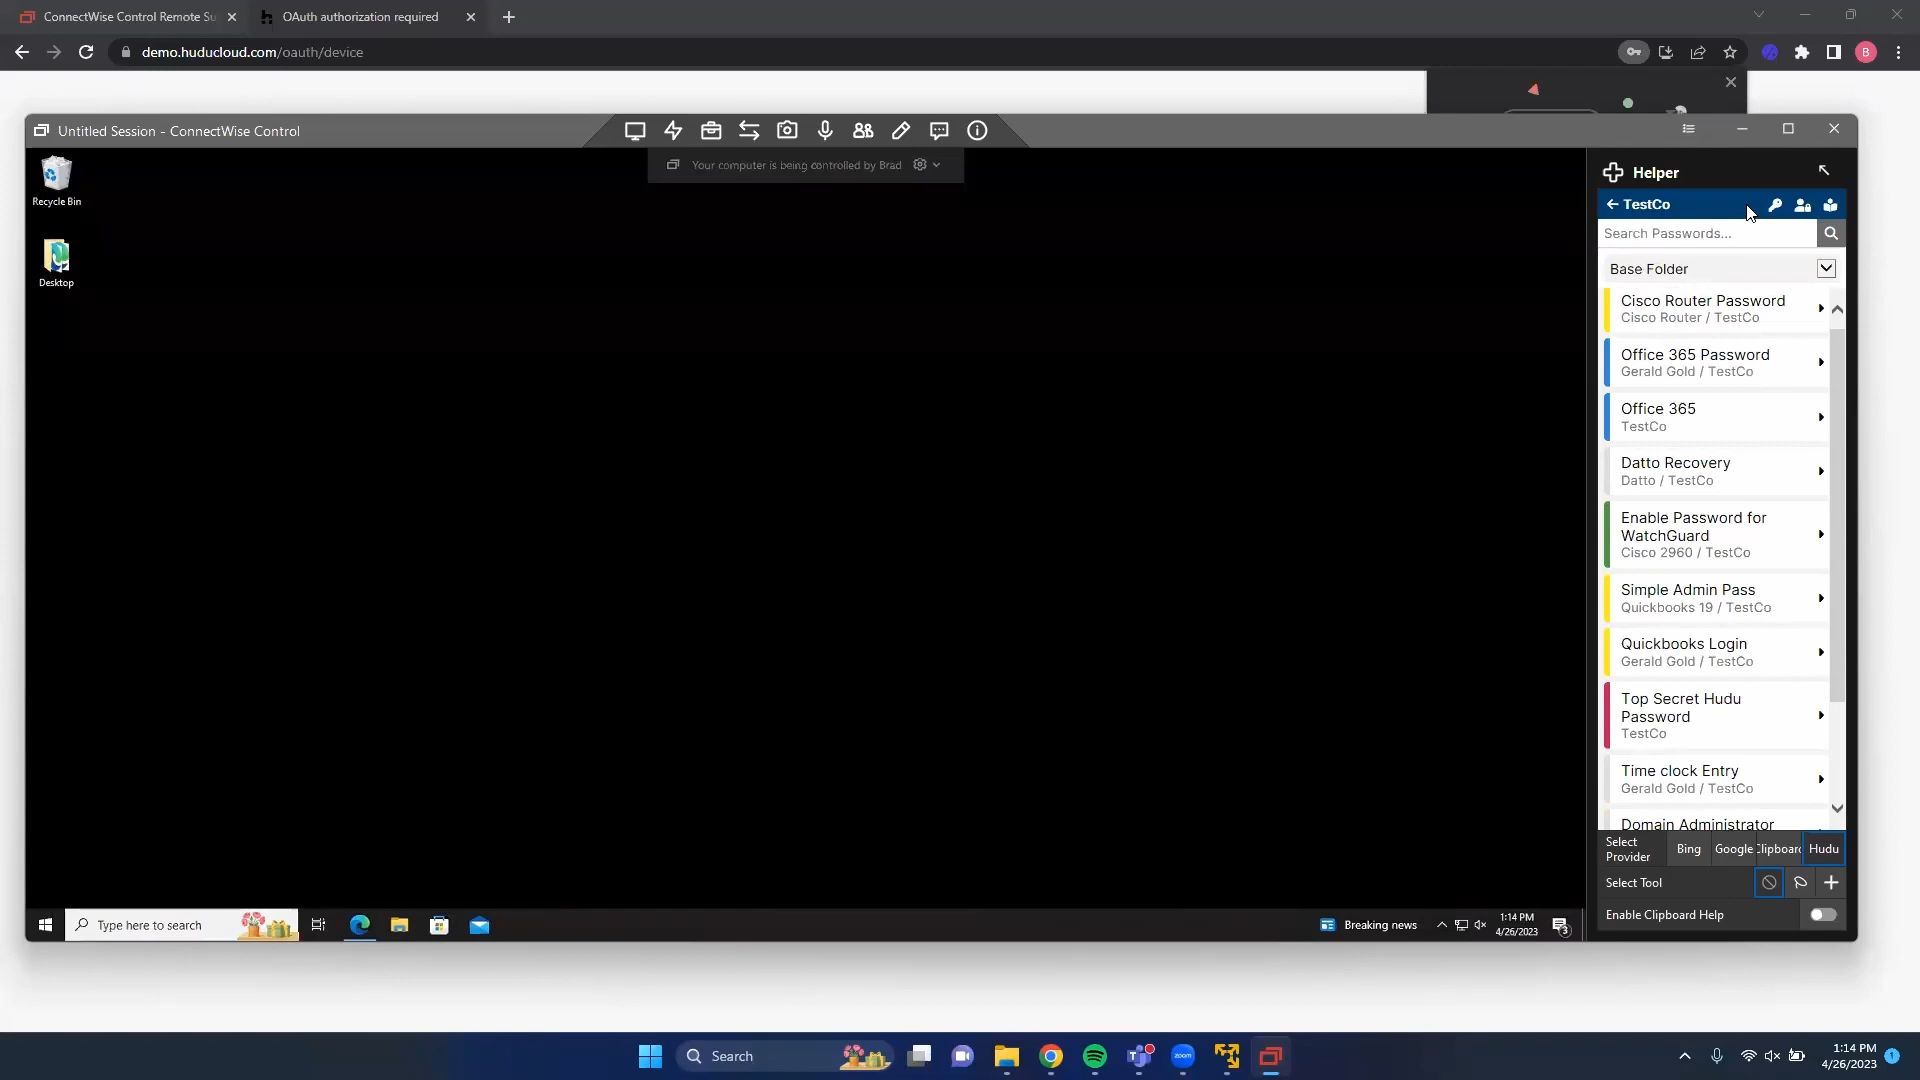 ConnectWise Control Remote Su
OAuth authorization required
demo.huducloud.com/oauth/device
B
Untitled Session - ConnectWise Control
Your computer is being controlled by Brad
Recycle Bin
Desktop
Helper
TestCo
Search Passwords...
Base Folder
Cisco Router Password
Cisco Router / TestCo
Office 365 Password
Gerald Gold / TestCo
Office 365
TestCo
Datto Recovery
Datto / TestCo
Enable Password for
WatchGuard
Cisco 2960 / TestCo
Simple Admin Pass
Quickbooks 19 / TestCo
Quickbooks Login
Gerald Gold / TestCo
Top Secret Hudu
Password
TestCo
Time clock Entry
Gerald Gold / TestCo
Domain Administrator
Select
Provider
Bing
Google
Clipboard
Hudu
Select Tool
Enable Clipboard Help
Type here to search
Breaking news
1:14 PM
4/26/2023
3
Search
zoom
1:14 PM
4/26/2023
1